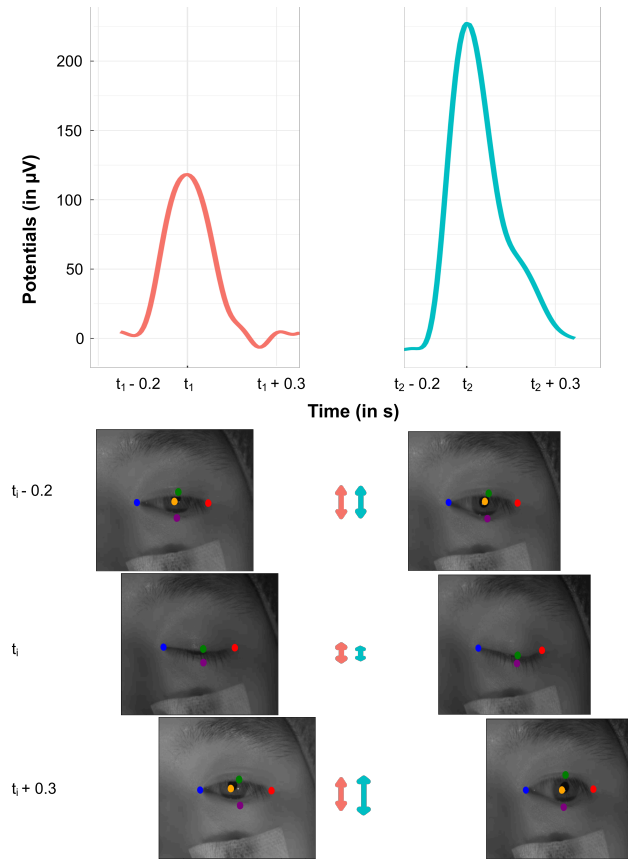 Potentials (in µV)
200
150
100
50
0
t₁ - 0.2 t₁ t₁ + 0.3 t₂ - 0.2 t₂ t₂ + 0.3
Time (in s)
tᵢ - 0.2
tᵢ
tᵢ + 0.3